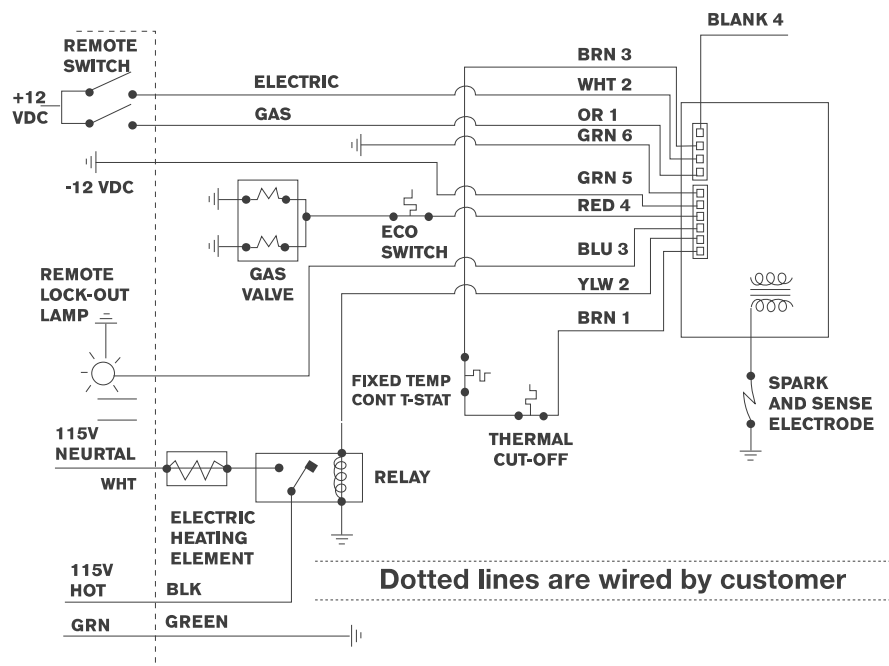 BLANK 4
REMOTE
SWITCH
+12
VDC
ELECTRIC
GAS
-12 VDC
BRN 3
WHT 2
OR 1
GRN 6
GRN 5
RED 4
BLU 3
YLW 2
BRN 1
ECO
SWITCH
GAS
VALVE
REMOTE
LOCK-OUT
LAMP
FIXED TEMP
CONT T-STAT
THERMAL
CUT-OFF
SPARK
AND SENSE
ELECTRODE
115V
NEURTAL
WHT
RELAY
ELECTRIC
HEATING
ELEMENT
115V
HOT
BLK
GRN
GREEN
Dotted lines are wired by customer